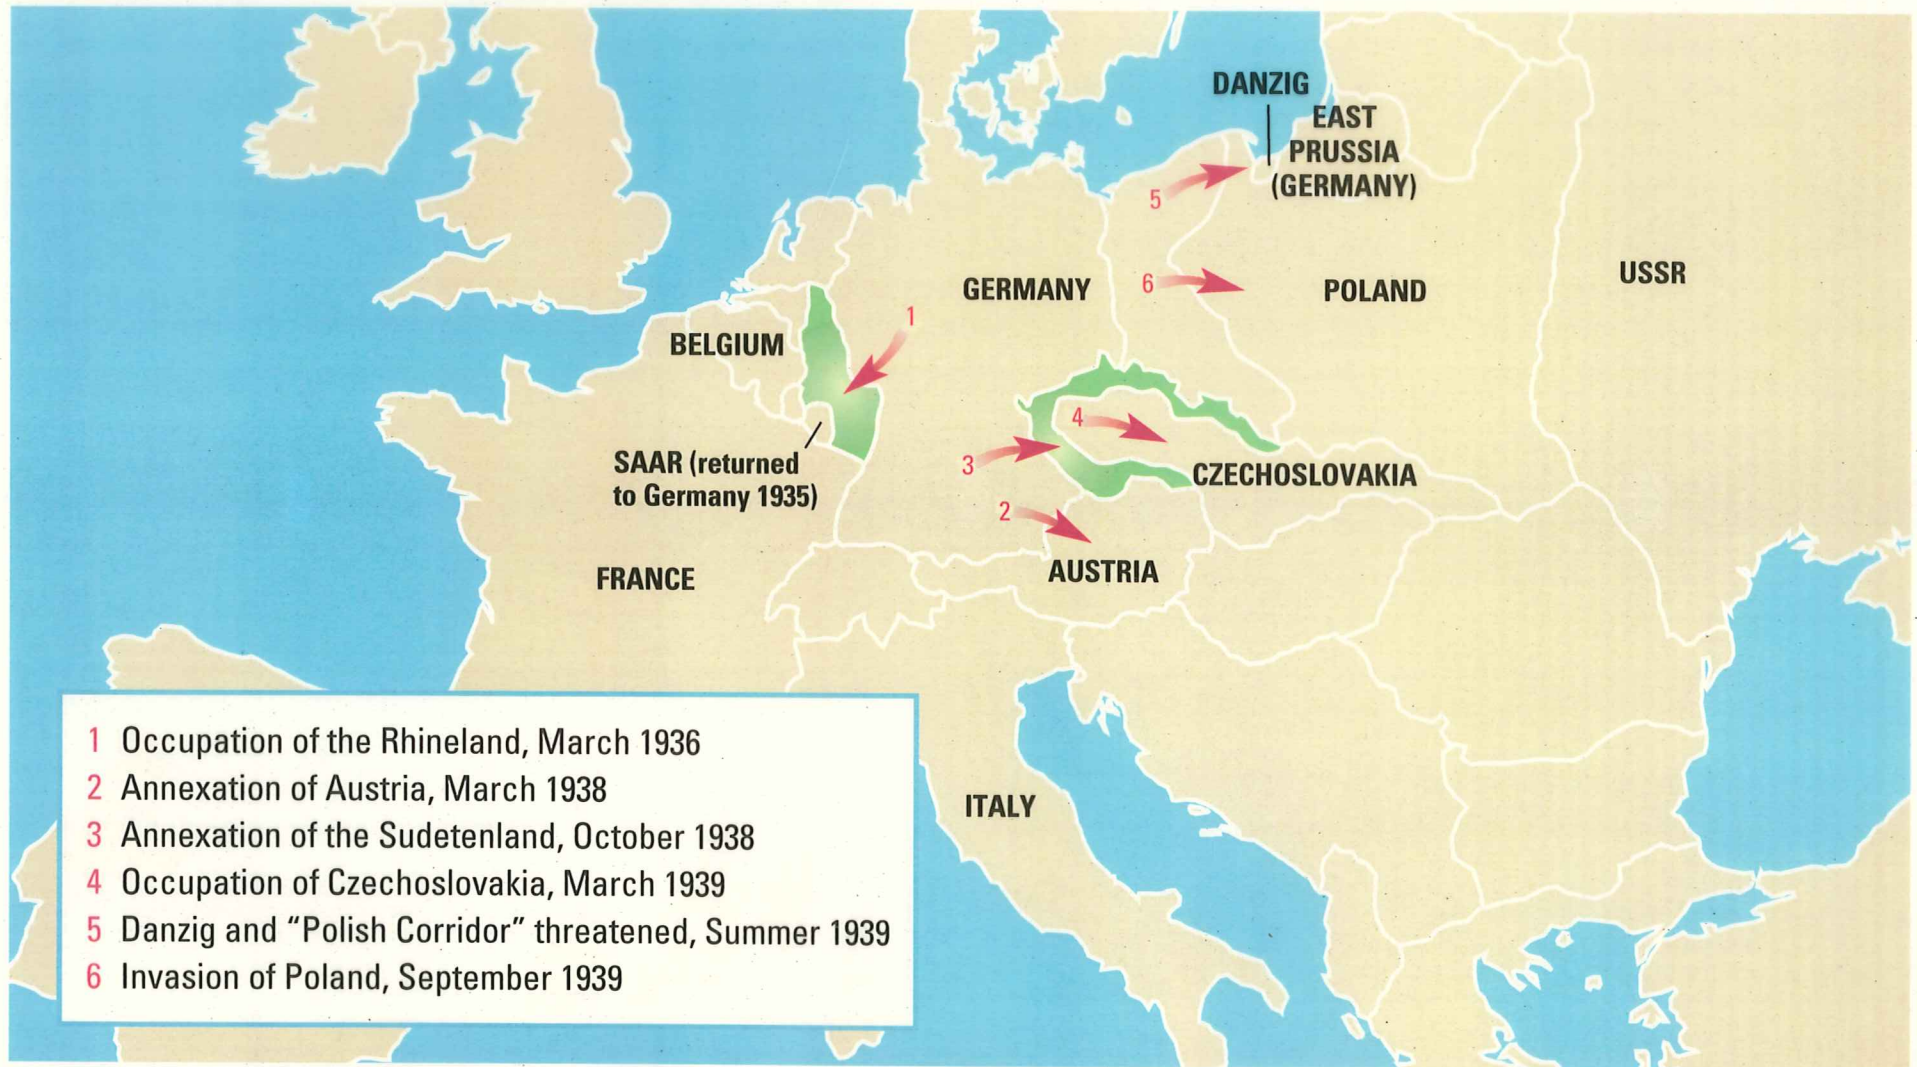 DANZIG
EAST
PRUSSIA
(GERMANY)
5
6
GERMANY
POLAND
USSR
1
BELGIUM
4
3
CZECHOSLOVAKIA
SAAR (returned
to Germany 1935)
2
AUSTRIA
FRANCE
ITALY
1 Occupation of the Rhineland, March 1936
2 Annexation of Austria, March 1938
3 Annexation of the Sudetenland, October 1938
4 Occupation of Czechoslovakia, March 1939
5 Danzig and “Polish Corridor” threatened, Summer 1939
6 Invasion of Poland, September 1939